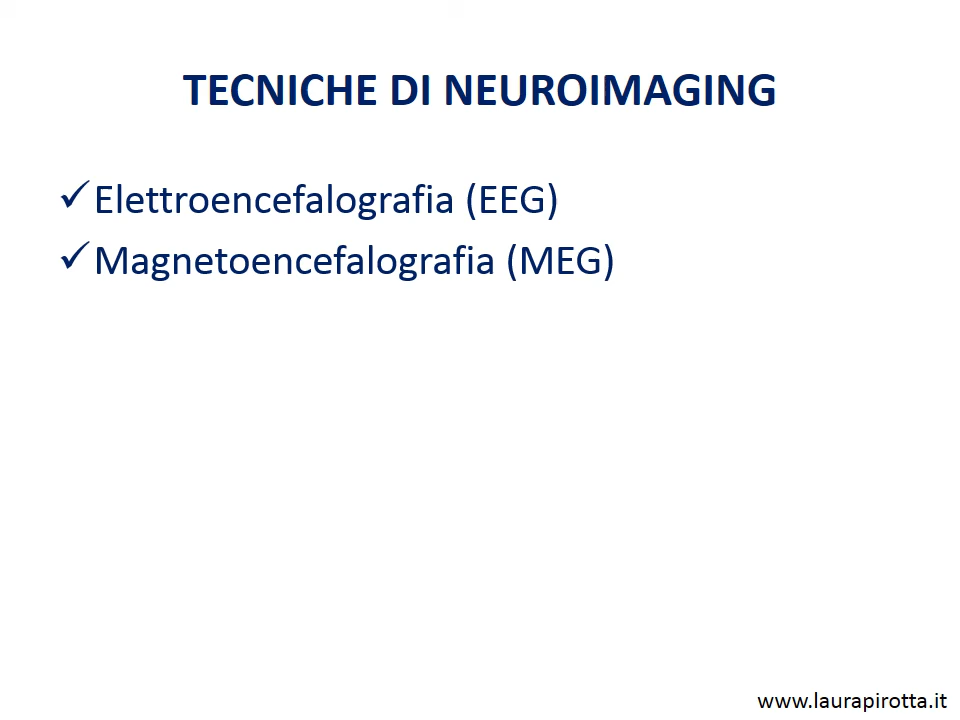 TECNICHE DI NEUROIMAGING
✓Elettroencefalografia (EEG)
✓Magnetoencefalografia (MEG)
www.laurapirotta.it